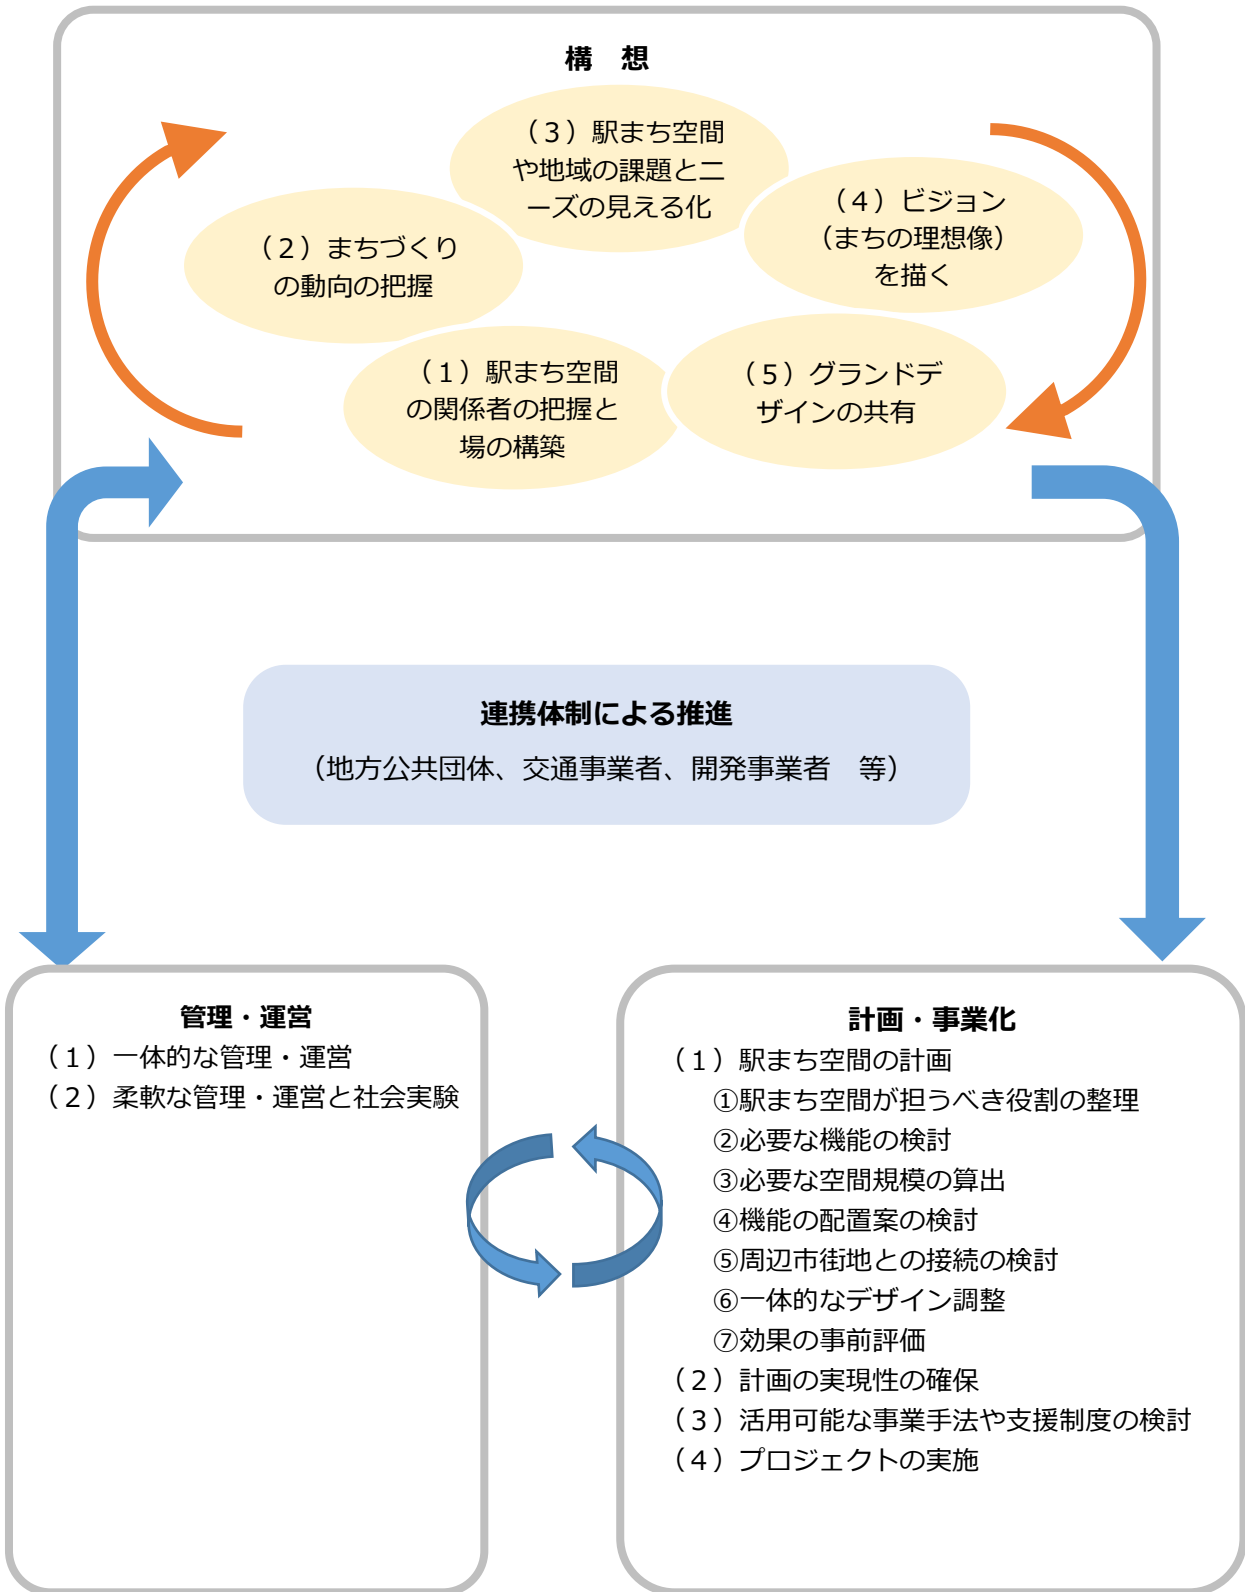 構　想
（３）駅まち空間
や地域の課題とニ
ーズの見える化
（４）ビジョン
（まちの理想像）
を描く
（２）まちづくり
の動向の把握
（１）駅まち空間
の関係者の把握と
場の構築
（５）グランドデ
ザインの共有
連携体制による推進
（地方公共団体、交通事業者、開発事業者　等）
管理・運営
（１）一体的な管理・運営
（２）柔軟な管理・運営と社会実験
計画・事業化
（１）駅まち空間の計画
①駅まち空間が担うべき役割の整理
②必要な機能の検討
③必要な空間規模の算出
④機能の配置案の検討
⑤周辺市街地との接続の検討
⑥一体的なデザイン調整
⑦効果の事前評価
（２）計画の実現性の確保
（３）活用可能な事業手法や支援制度の検討
（４）プロジェクトの実施